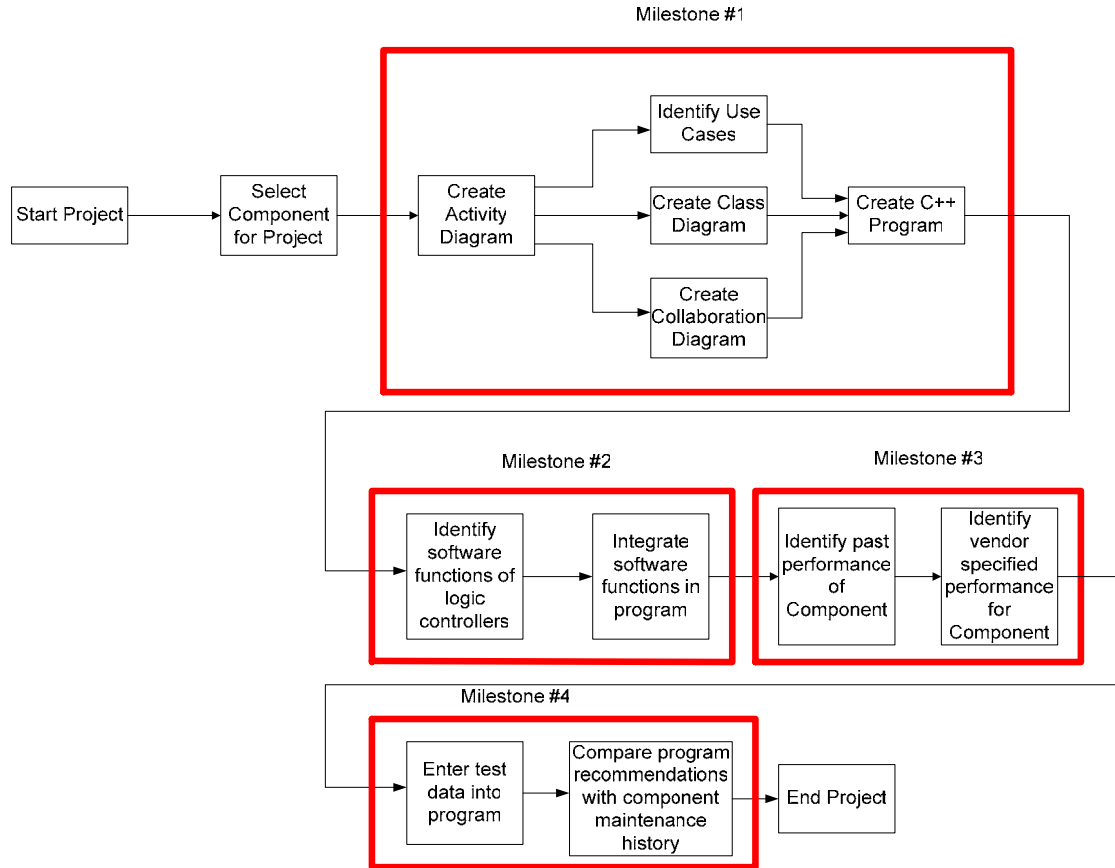 Milestone #1
Start Project
Select
Component
for Project
Create
Activity
Diagram
Identify Use
Cases
Create Class
Diagram
Create
Collaboration
Diagram
Create C++
Program
Milestone #2
Identify
software
functions of
logic
controllers
Integrate
software
functions in
program
Milestone #3
Identify past
performance
of
Component
Identify
vendor
specified
performance
for
Component
Milestone #4
Enter test
data into
program
Compare program
recommendations
with component
maintenance
history
End Project